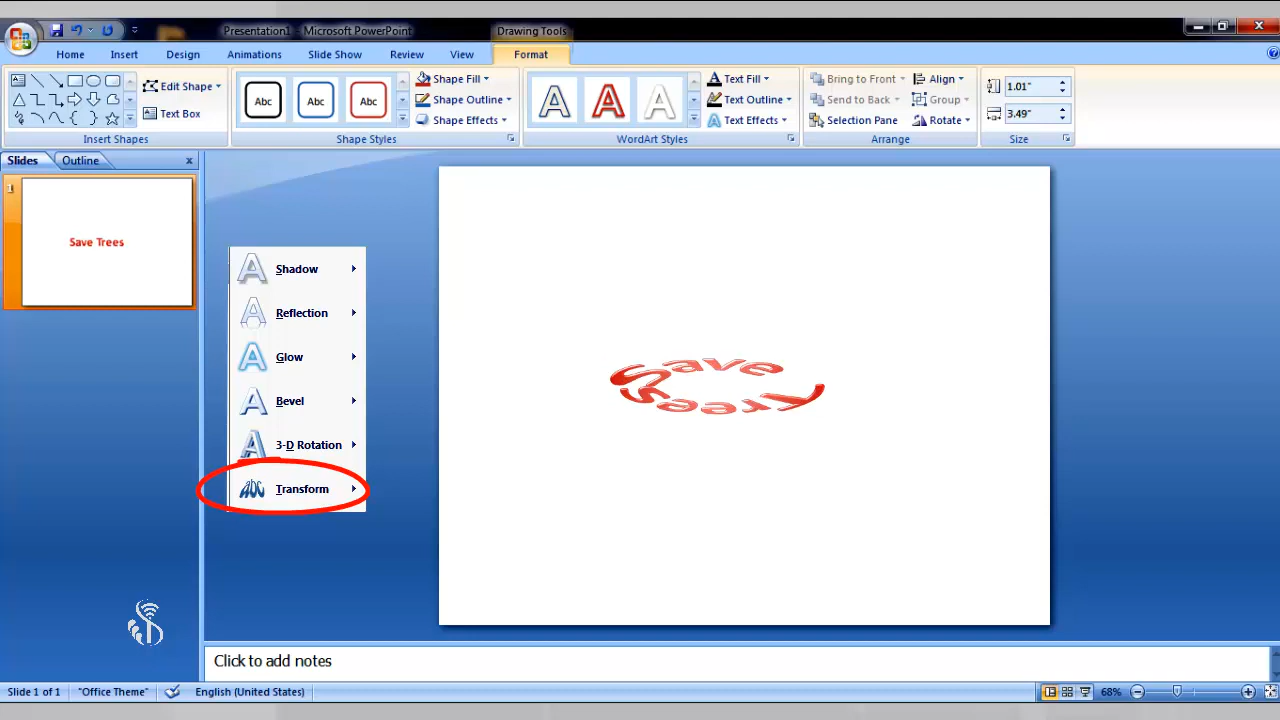 Presentation1 - Microsoft PowerPoint
Drawing Tools
Home Insert Design Animations Slide Show Review View Format
Edit Shape
Text Box
Insert Shapes
Abc Abc Abc
Shape Fill
Shape Outline
Shape Effects
Shape Styles
A A A
Text Fill
Text Outline
Text Effects
WordArt Styles
Bring to Front
Send to Back
Selection Pane
Align
Group
Rotate
Arrange
1.01"
3.49"
Size
Slides Outline x
1
Save Trees
Shadow
Reflection
Glow
Bevel
3-D Rotation
Transform
Save Trees
Click to add notes
Slide 1 of 1 "Office Theme" English (United States) 68%